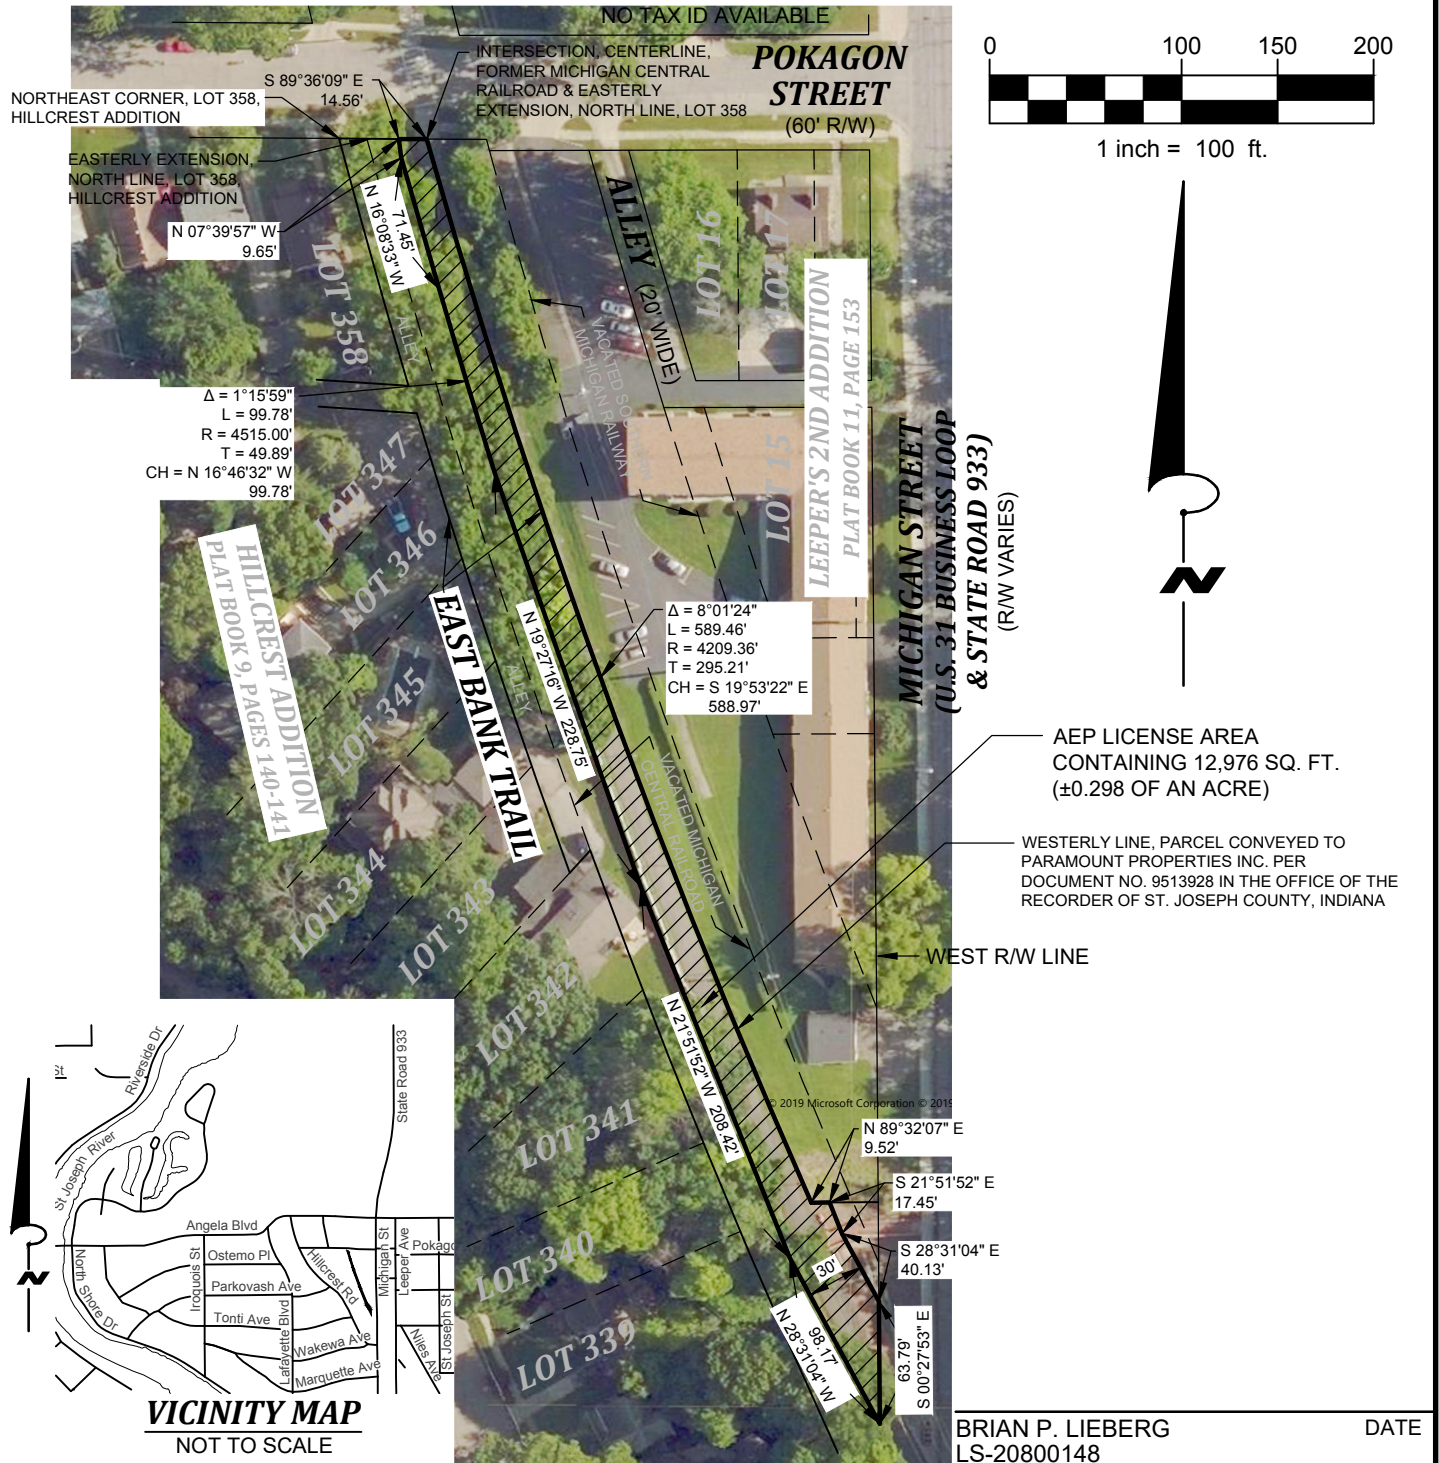 NO TAX ID AVAILABLE
INTERSECTION, CENTERLINE,
FORMER MICHIGAN CENTRAL
RAILROAD & EASTERLY
EXTENSION, NORTH LINE, LOT 358
POKAGON
STREET
(60' R/W)
0 100 150 200
1 inch = 100 ft.
S 89°36'09" E
14.56'
NORTHEAST CORNER, LOT 358,
HILLCREST ADDITION
EASTERLY EXTENSION,
NORTH LINE, LOT 358,
HILLCREST ADDITION
N 07°39'57" W
9.65'
71.45'
N 16°08'33" W
LOT 358
ALLEY
ALLEY (20' WIDE)
LOT 16
LOT 17
LEEPER'S 2ND ADDITION
PLAT BOOK 11, PAGE 153
VACATED SOUTHERN
MICHIGAN RAILWAY
Δ = 1°15'59"
L = 99.78'
R = 4515.00'
T = 49.89'
CH = N 16°46'32" W
99.78'
LOT 347
LOT 346
LOT 345
LOT 344
LOT 343
LOT 342
LOT 341
LOT 340
LOT 339
LOT 15
HILLCREST ADDITION
PLAT BOOK 9, PAGES 140-141
EAST BANK TRAIL
ALLEY
N 19°27'16" W 228.75'
Δ = 8°01'24"
L = 589.46'
R = 4209.36'
T = 295.21'
CH = S 19°53'22" E
588.97'
MICHIGAN STREET
(U.S. 31 BUSINESS LOOP
& STATE ROAD 933)
(R/W VARIES)
VACATED MICHIGAN
CENTRAL RAILROAD
AEP LICENSE AREA
CONTAINING 12,976 SQ. FT.
(±0.298 OF AN ACRE)
WESTERLY LINE, PARCEL CONVEYED TO
PARAMOUNT PROPERTIES INC. PER
DOCUMENT NO. 9513928 IN THE OFFICE OF THE
RECORDER OF ST. JOSEPH COUNTY, INDIANA
WEST R/W LINE
N 21°51'52" W 208.42'
© 2019 Microsoft Corporation © 2019
N 89°32'07" E
9.52'
S 21°51'52" E
17.45'
S 28°31'04" E
40.13'
30'
98.17'
N 28°31'04" W
63.79'
S 00°27'53" E
N
N
St
Riverside Dr
St Joseph River
State Road 933
Angela Blvd
Ostemo Pl
Parkovash Ave
Tonti Ave
Wakewa Ave
Marquette Ave
North Shore Dr
Iroquois St
Lafayette Blvd
Hillcrest Rd
Michigan St
Leeper Ave
Pokago
Niles Ave
St Joseph St
VICINITY MAP
NOT TO SCALE
BRIAN P. LIEBERG
LS-20800148
DATE